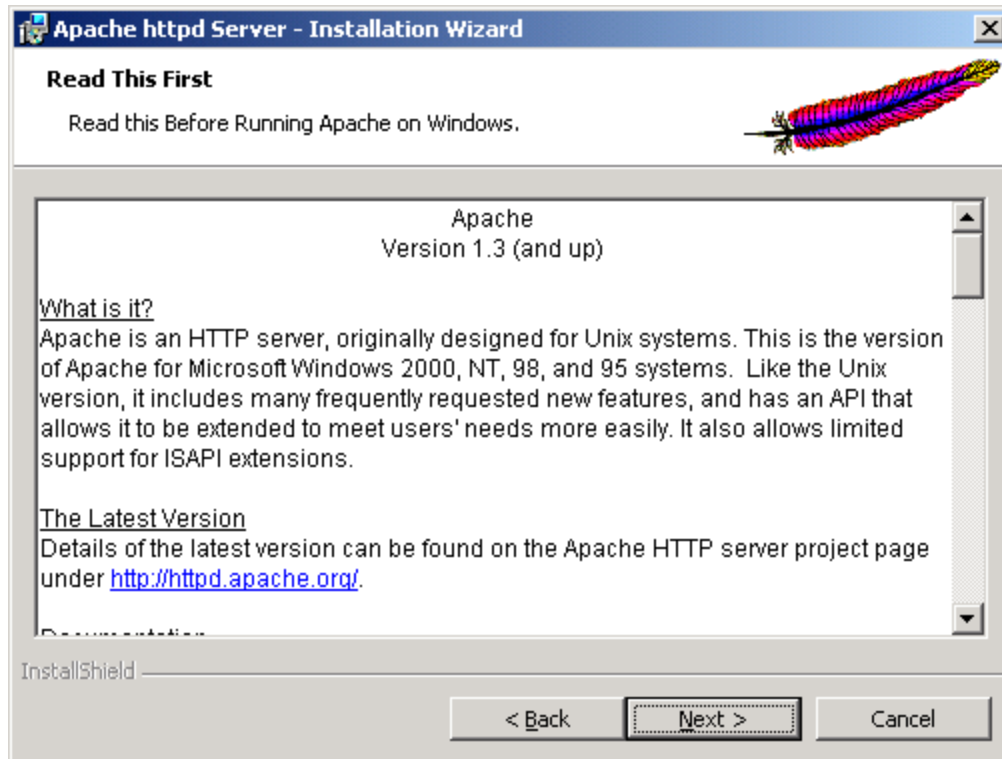 Apache httpd Server - Installation Wizard
Read This First
Read this Before Running Apache on Windows.
Apache
Version 1.3 (and up)
What is it?
Apache is an HTTP server, originally designed for Unix systems. This is the version
of Apache for Microsoft Windows 2000, NT, 98, and 95 systems.  Like the Unix
version, it includes many frequently requested new features, and has an API that
allows it to be extended to meet users' needs more easily. It also allows limited
support for ISAPI extensions.
The Latest Version
Details of the latest version can be found on the Apache HTTP server project page
under http://httpd.apache.org/.
Documentation
InstallShield
< Back
Next >
Cancel